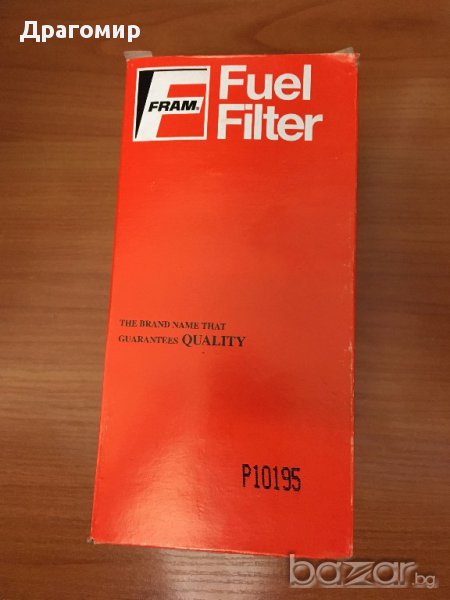 Драгомир
FRAM®
Fuel
Filter
THE BRAND NAME THAT
GUARANTEES QUALITY
P10195
bazar.bg